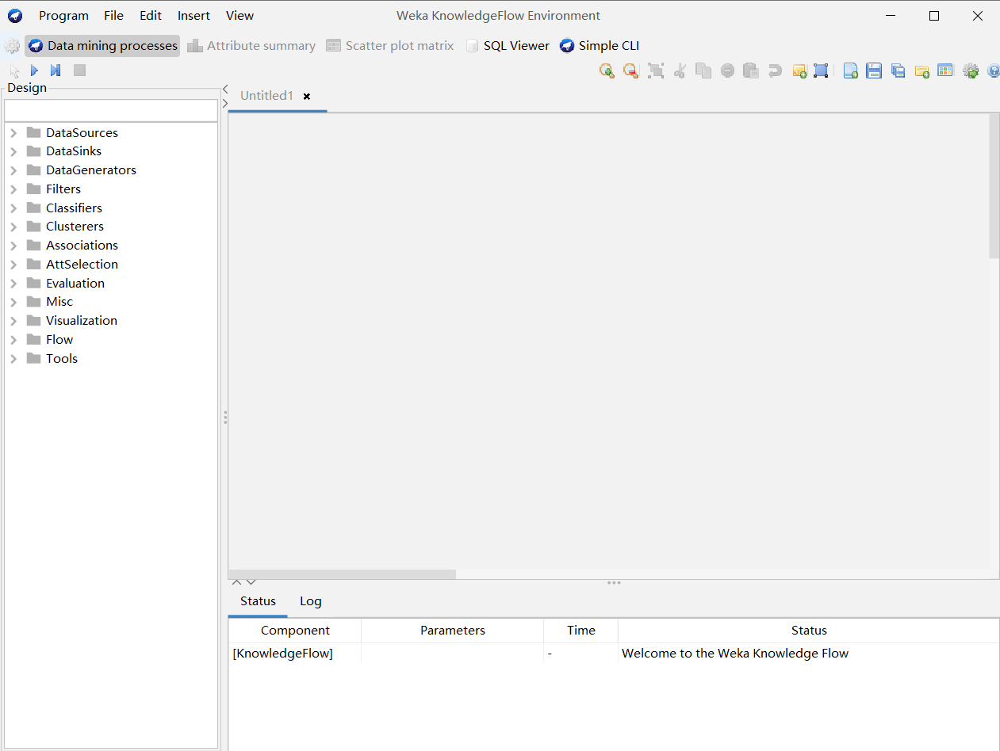 Program File Edit Insert View Weka KnowledgeFlow Environment
Data mining processes Attribute summary Scatter plot matrix SQL Viewer Simple CLI
Design
Untitled1
DataSources
DataSinks
DataGenerators
Filters
Classifiers
Clusterers
Associations
AttSelection
Evaluation
Misc
Visualization
Flow
Tools
Status Log
Component Parameters Time Status
[KnowledgeFlow] - Welcome to the Weka Knowledge Flow